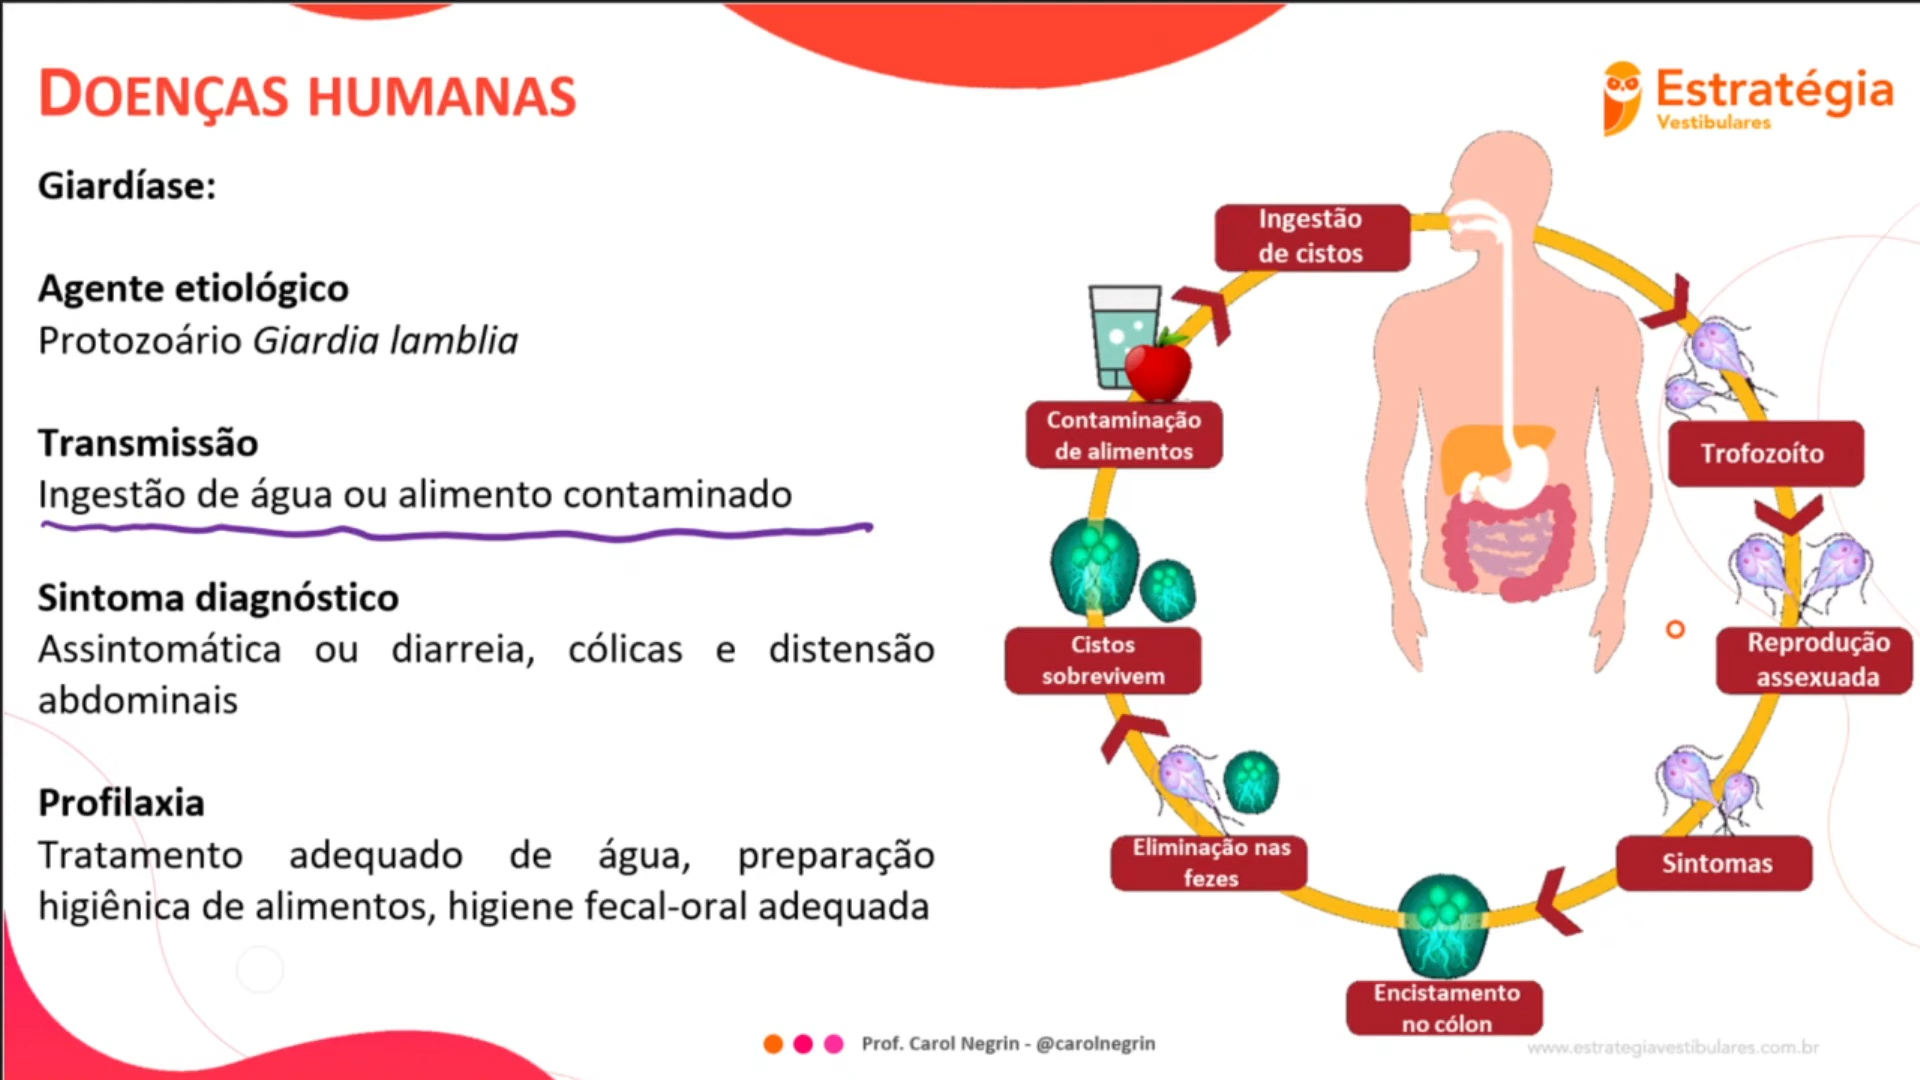 DOENÇAS HUMANAS
Estratégia
Vestibulares
Giardíase:
Agente etiológico
Protozoário Giardia lamblia
Transmissão
Ingestão de água ou alimento contaminado
Sintoma diagnóstico
Assintomática ou diarreia, cólicas e distensão
abdominais
Profilaxia
Tratamento adequado de água, preparação
higiênica de alimentos, higiene fecal-oral adequada
Ingestão
de cistos
Trofozoíto
Reprodução
assexuada
Sintomas
Encistamento
no cólon
Eliminação nas
fezes
Cistos
sobrevivem
Contaminação
de alimentos
Prof. Carol Negrin - @carolnegrin
www.estrategiavestibulares.com.br